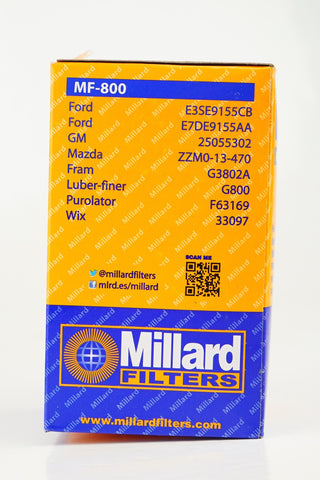 MF-800
Ford E3SE9155CB
Ford E7DE9155AA
GM 25055302
Mazda ZZM0-13-470
Fram G3802A
Luber-finer G800
Purolator F63169
Wix 33097
SCAN ME
@millardfilters
mlrd.es/millard
Millard
FILTERS
www.millardfilters.com